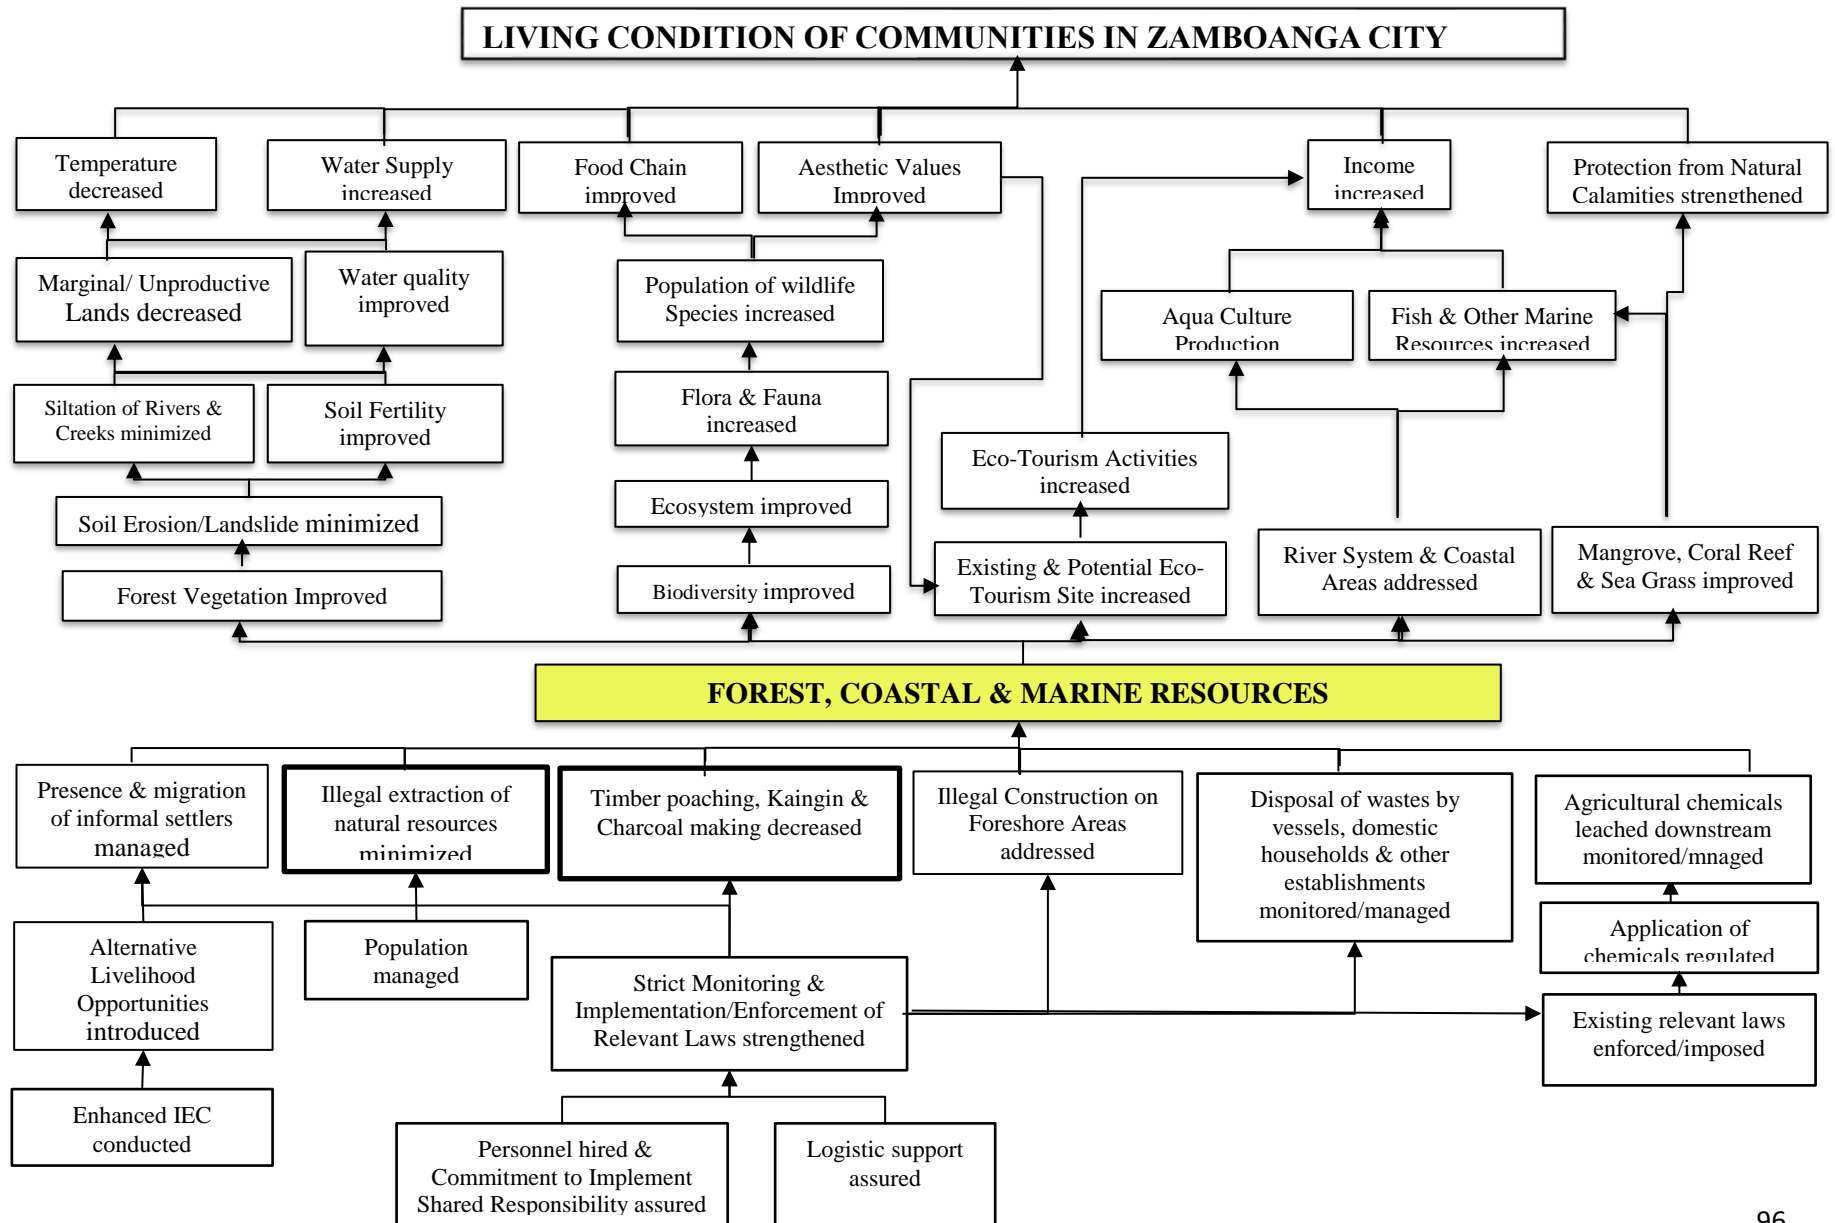 LIVING CONDITION OF COMMUNITIES IN ZAMBOANGA CITY
Temperature
decreased
Water Supply
increased
Food Chain
improved
Aesthetic Values
Improved
Income
increased
Protection from Natural
Calamities strengthened
Marginal/ Unproductive
Lands decreased
Water quality
improved
Population of wildlife
Species increased
Aqua Culture
Production
Fish & Other Marine
Resources increased
Siltation of Rivers &
Creeks minimized
Soil Fertility
improved
Flora & Fauna
increased
Eco-Tourism Activities
increased
Soil Erosion/Landslide minimized
Ecosystem improved
Existing & Potential Eco-
Tourism Site increased
River System & Coastal
Areas addressed
Mangrove, Coral Reef
& Sea Grass improved
Forest Vegetation Improved
Biodiversity improved
FOREST, COASTAL & MARINE RESOURCES
Presence & migration
of informal settlers
managed
Illegal extraction of
natural resources
minimized
Timber poaching, Kaingin &
Charcoal making decreased
Illegal Construction on
Foreshore Areas
addressed
Disposal of wastes by
vessels, domestic
households & other
establishments
monitored/managed
Agricultural chemicals
leached downstream
monitored/mnaged
Alternative
Livelihood
Opportunities
introduced
Population
managed
Strict Monitoring &
Implementation/Enforcement of
Relevant Laws strengthened
Application of
chemicals regulated
Existing relevant laws
enforced/imposed
Enhanced IEC
conducted
Personnel hired &
Commitment to Implement
Shared Responsibility assured
Logistic support
assured
96